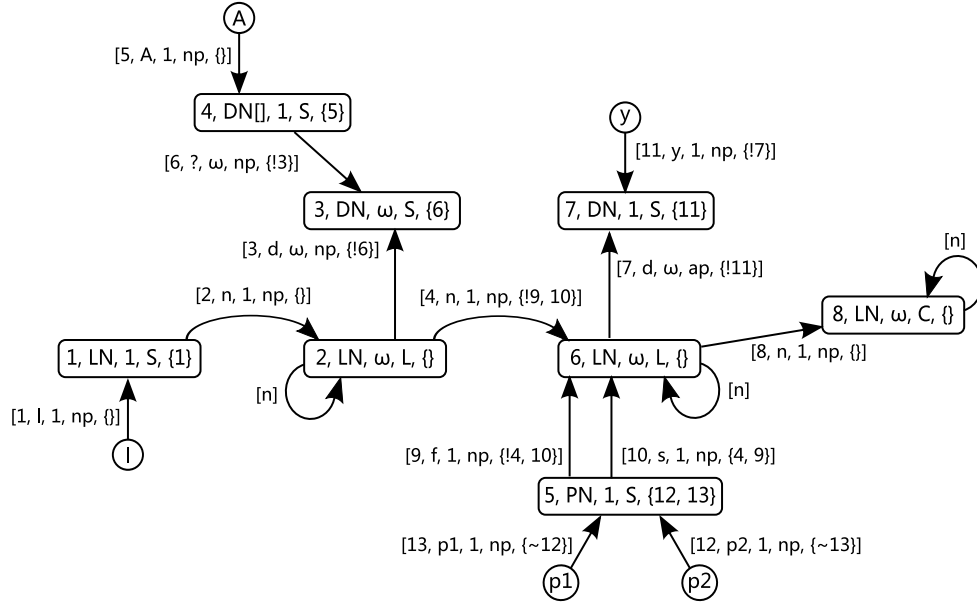 A
[5, A, 1, np, {}]
4, DN[], 1, S, {5}
y
[6, ?, ω, np, {!3}]
[11, y, 1, np, {!7}]
3, DN, ω, S, {6}
7, DN, 1, S, {11}
[3, d, ω, np, {!6}]
[n]
[7, d, ω, ap, {!11}]
[2, n, 1, np, {}]
[4, n, 1, np, {!9, 10}]
8, LN, ω, C, {}
1, LN, 1, S, {1}
2, LN, ω, L, {}
6, LN, ω, L, {}
[8, n, 1, np, {}]
[n]
[n]
[1, l, 1, np, {}]
l
[9, f, 1, np, {!4, 10}]
[10, s, 1, np, {4, 9}]
5, PN, 1, S, {12, 13}
[13, p1, 1, np, {~12}]
[12, p2, 1, np, {~13}]
p1
p2